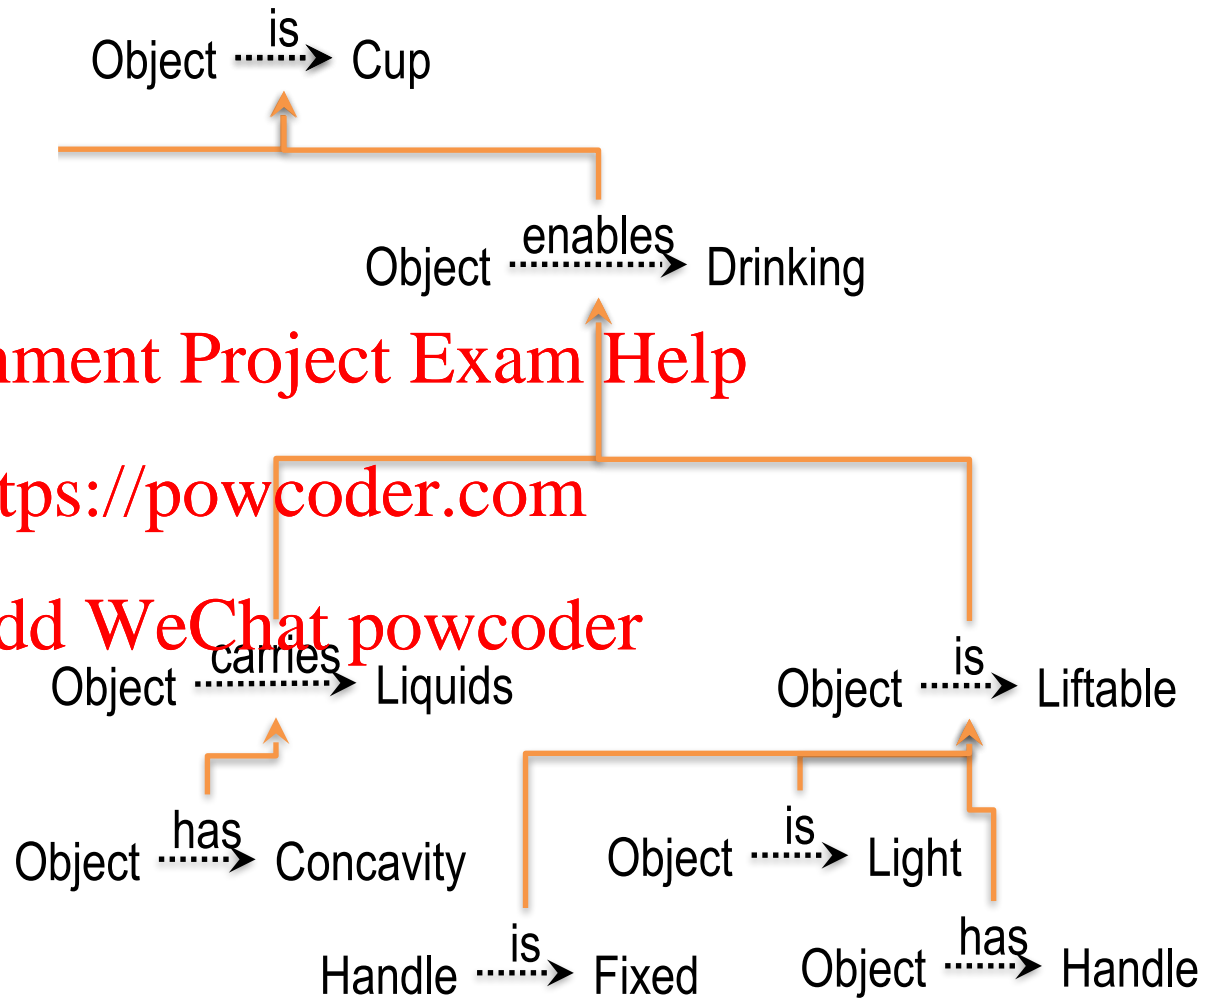 Object is Cup
Object enables Drinking
nment Project Exam Help
tps://powcoder.com
dd WeChat powcoder
Object carries Liquids
Object is Liftable
Object has Concavity
Object is Light
Handle is Fixed
Object has Handle